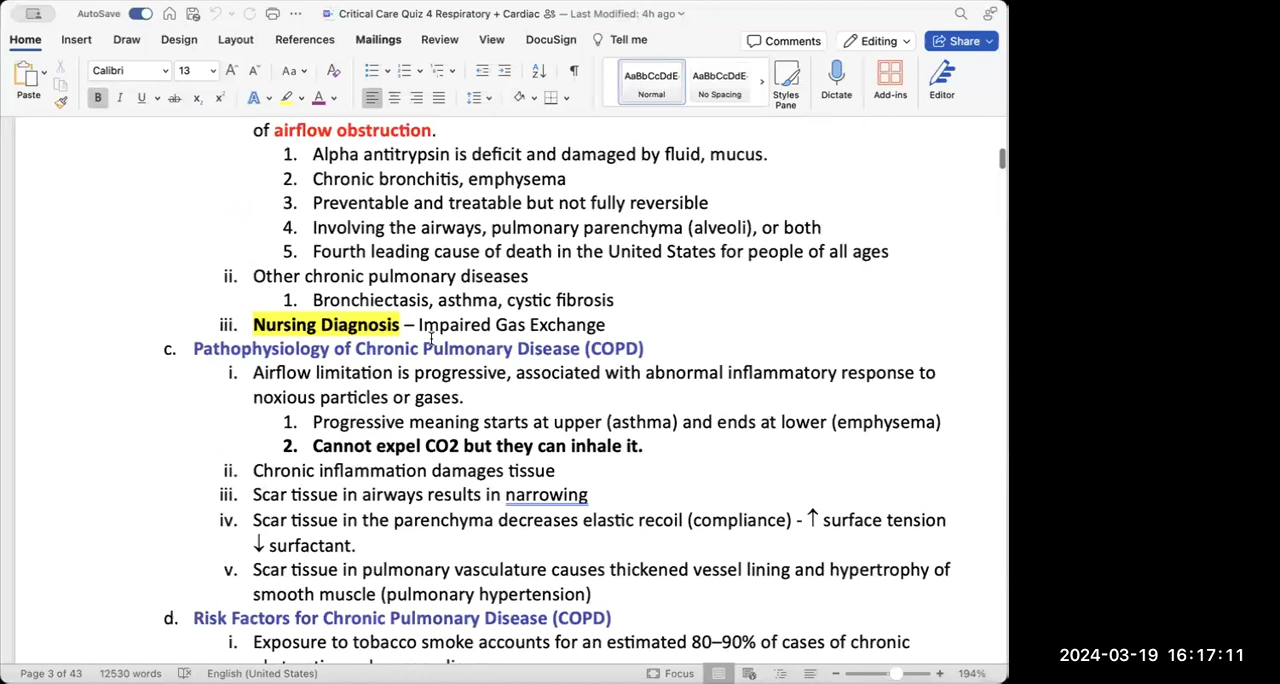 AutoSave
Critical Care Quiz 4 Respiratory + Cardiac — Last Modified: 4h ago
Home Insert Draw Design Layout References Mailings Review View DocuSign Tell me Comments Editing Share
Paste Calibri 13 A A Aa A
B I U ab x₂ x² A A
AaBbCcDdE AaBbCcDdE
Normal No Spacing Styles Pane Dictate Add-ins Editor
of airflow obstruction.
1. Alpha antitrypsin is deficit and damaged by fluid, mucus.
2. Chronic bronchitis, emphysema
3. Preventable and treatable but not fully reversible
4. Involving the airways, pulmonary parenchyma (alveoli), or both
5. Fourth leading cause of death in the United States for people of all ages
ii. Other chronic pulmonary diseases
1. Bronchiectasis, asthma, cystic fibrosis
iii. Nursing Diagnosis – Impaired Gas Exchange
c. Pathophysiology of Chronic Pulmonary Disease (COPD)
i. Airflow limitation is progressive, associated with abnormal inflammatory response to
noxious particles or gases.
1. Progressive meaning starts at upper (asthma) and ends at lower (emphysema)
2. Cannot expel CO2 but they can inhale it.
ii. Chronic inflammation damages tissue
iii. Scar tissue in airways results in narrowing
iv. Scar tissue in the parenchyma decreases elastic recoil (compliance) - ↑ surface tension
↓ surfactant.
v. Scar tissue in pulmonary vasculature causes thickened vessel lining and hypertrophy of
smooth muscle (pulmonary hypertension)
d. Risk Factors for Chronic Pulmonary Disease (COPD)
i. Exposure to tobacco smoke accounts for an estimated 80–90% of cases of chronic
Page 3 of 43 12530 words English (United States) Focus 194%
2024-03-19 16:17:11